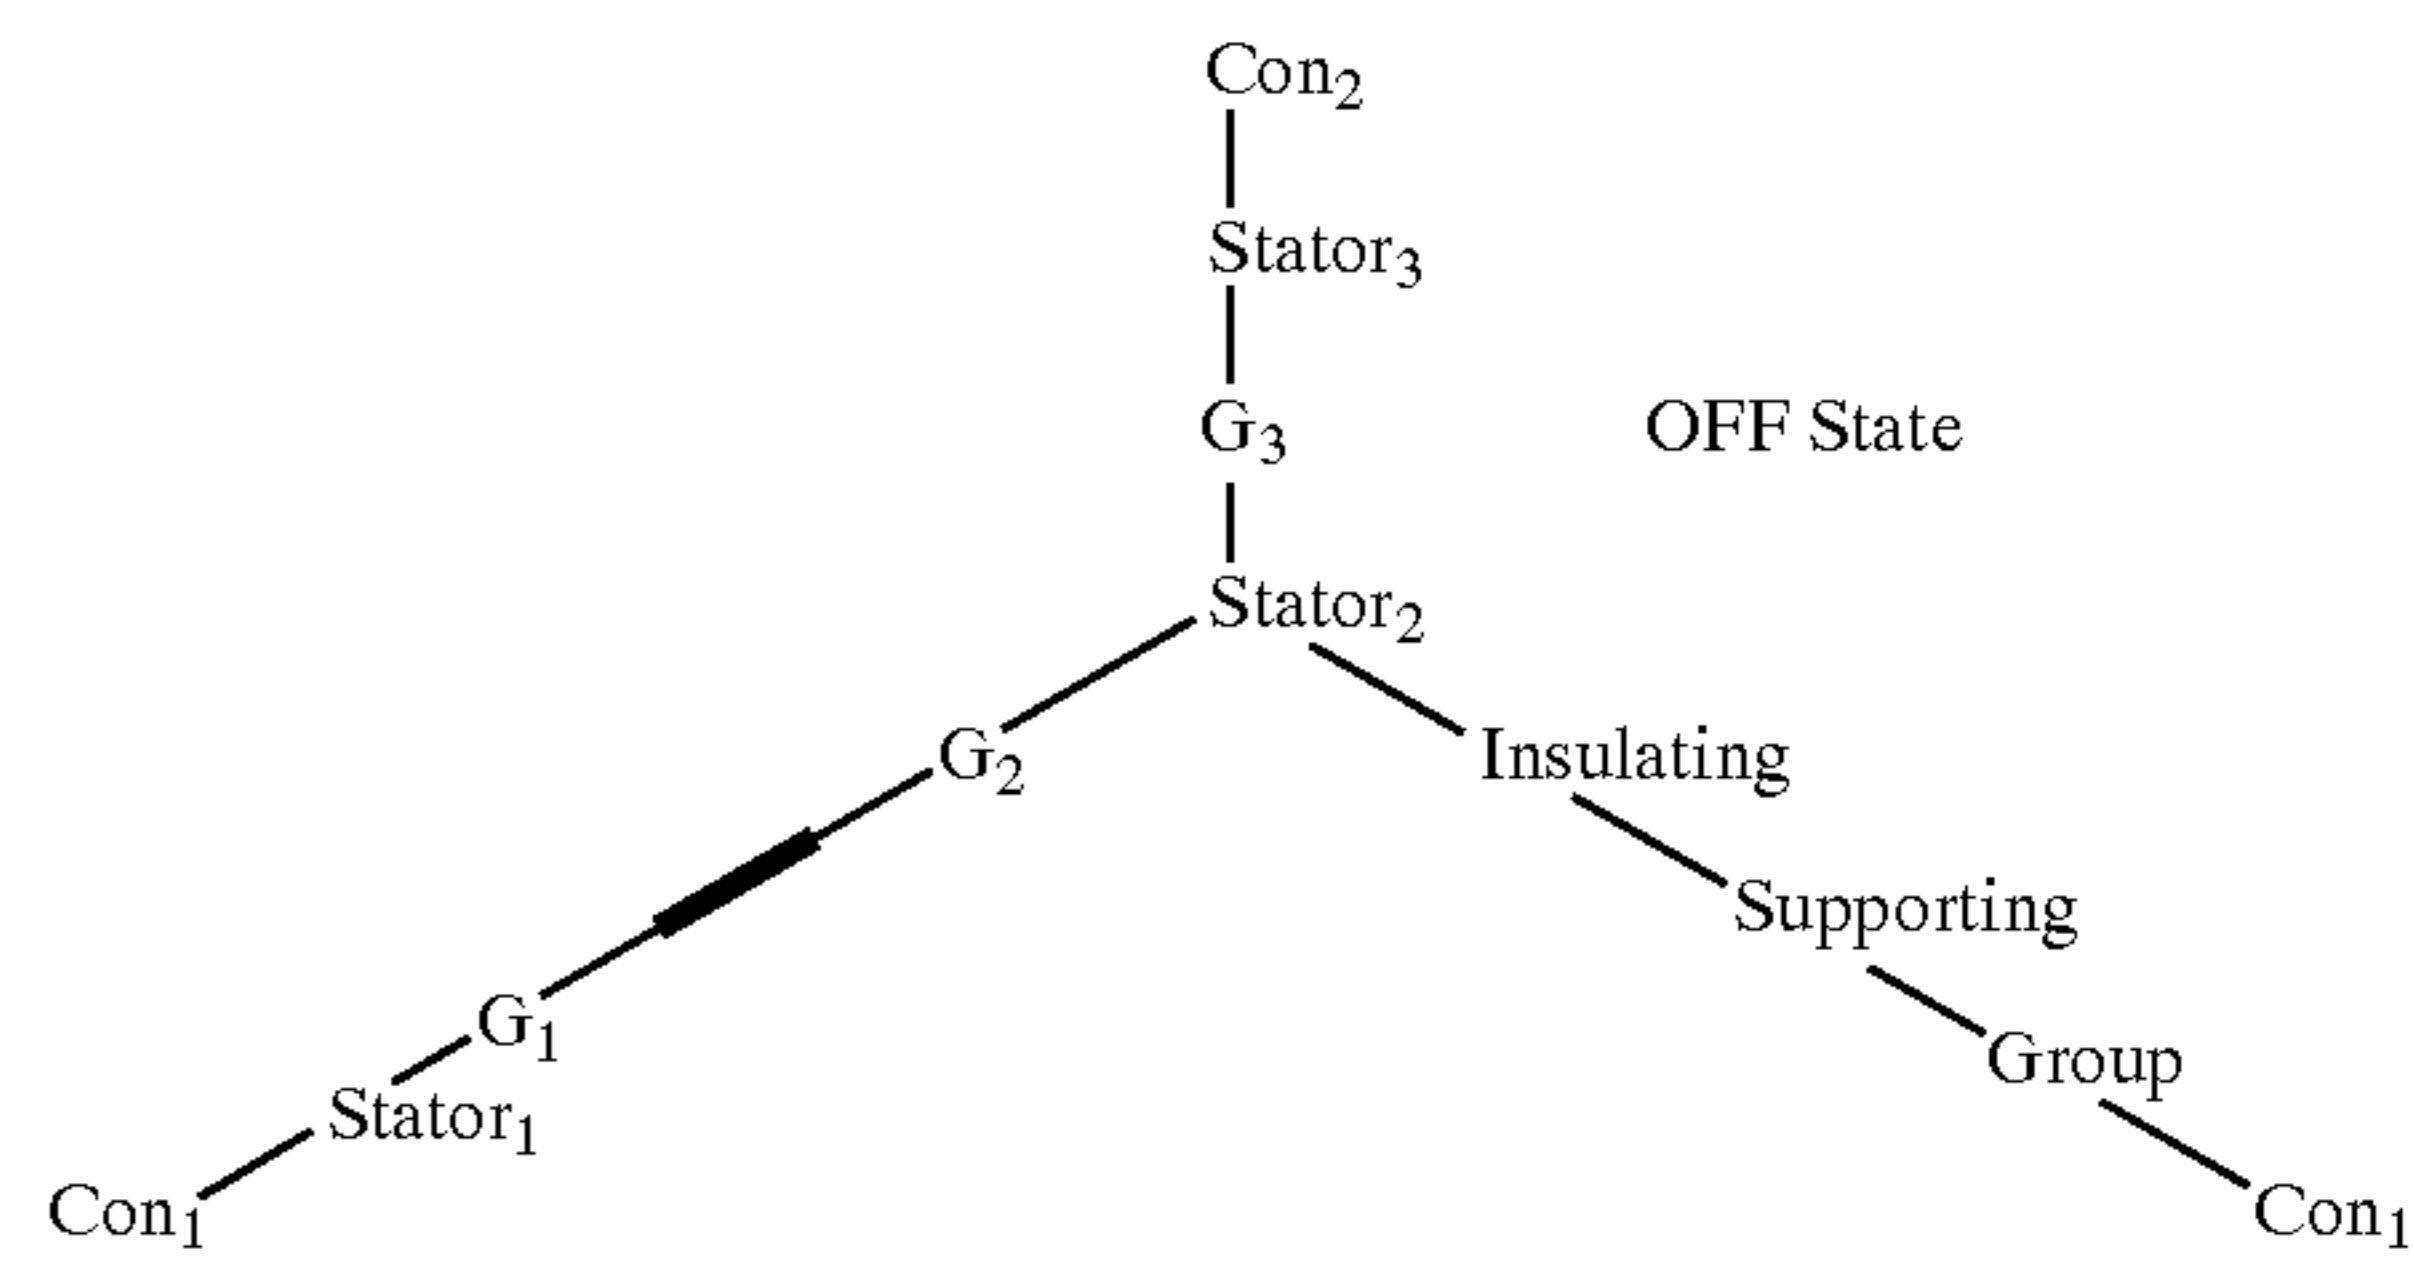 Con₂
Stator₃
G₃
OFF State
Stator₂
G₂
Insulating
Supporting
G₁
Group
Stator₁
Con₁
Con₁